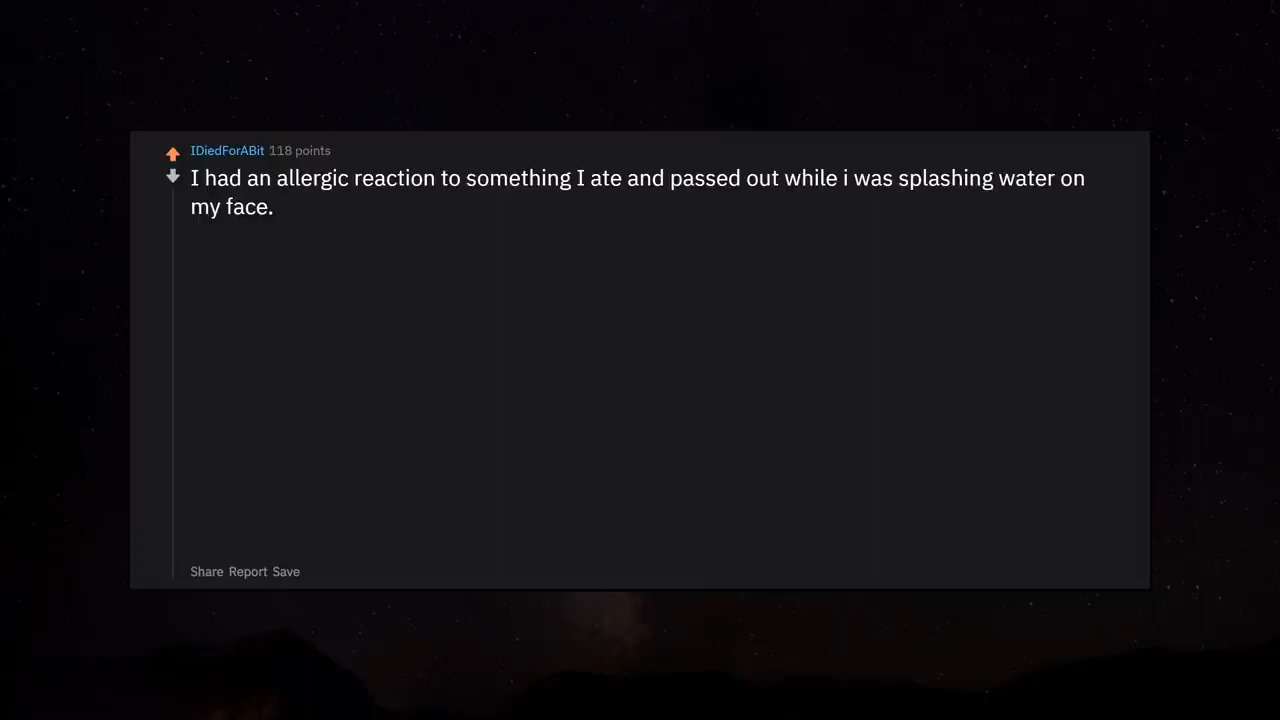 IDiedForABit 118 points
I had an allergic reaction to something I ate and passed out while i was splashing water on
my face.
Share Report Save